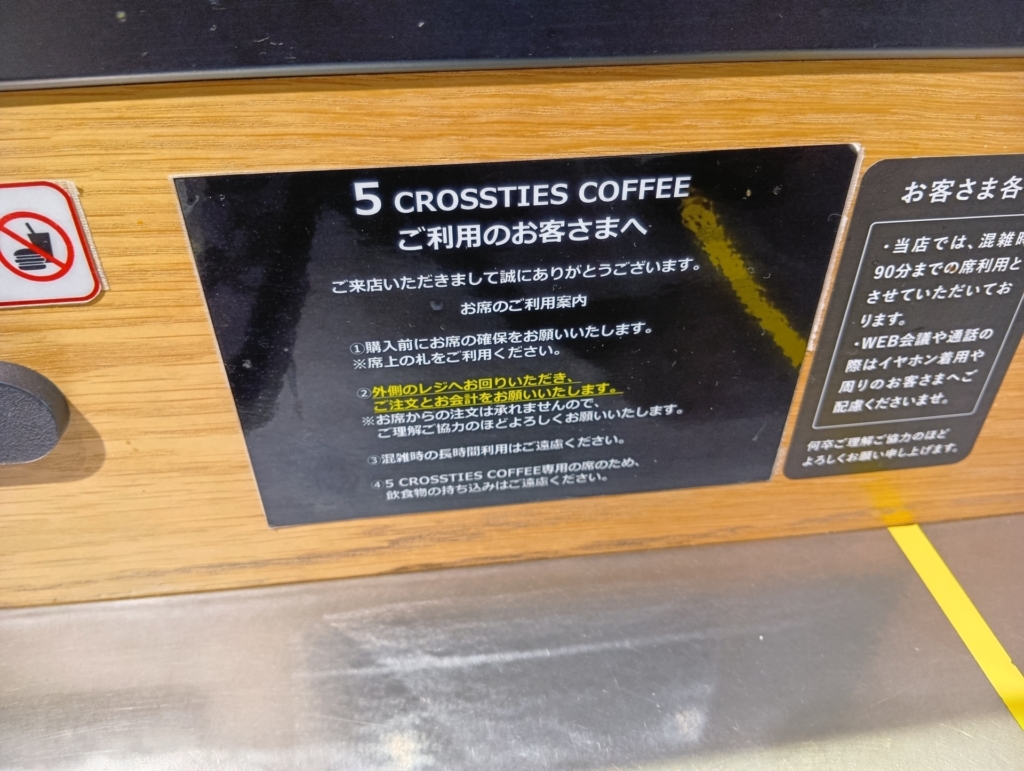 5 CROSSTIES COFFEE
ご利用のお客さまへ
ご来店いただきまして誠にありがとうございます。
お席のご利用案内
①購入前にお席の確保をお願いいたします。
※席上の札をご利用ください。
②外側のレジへお回りいただき、
ご注文とお会計をお願いいたします。
※お席からの注文は承れませんので、
ご理解ご協力のほどよろしくお願いいたします。
③混雑時の長時間利用はご遠慮ください。
④5 CROSSTIES COFFEE専用の席のため、
飲食物の持ち込みはご遠慮ください。
お客さま各
・当店では、混雑時
90分までの席利用と
させていただいてお
ります。
・WEB会議や通話の
際はイヤホン着用や
周りのお客さまへご
配慮くださいませ。
何卒ご理解ご協力のほど
よろしくお願い申し上げます。